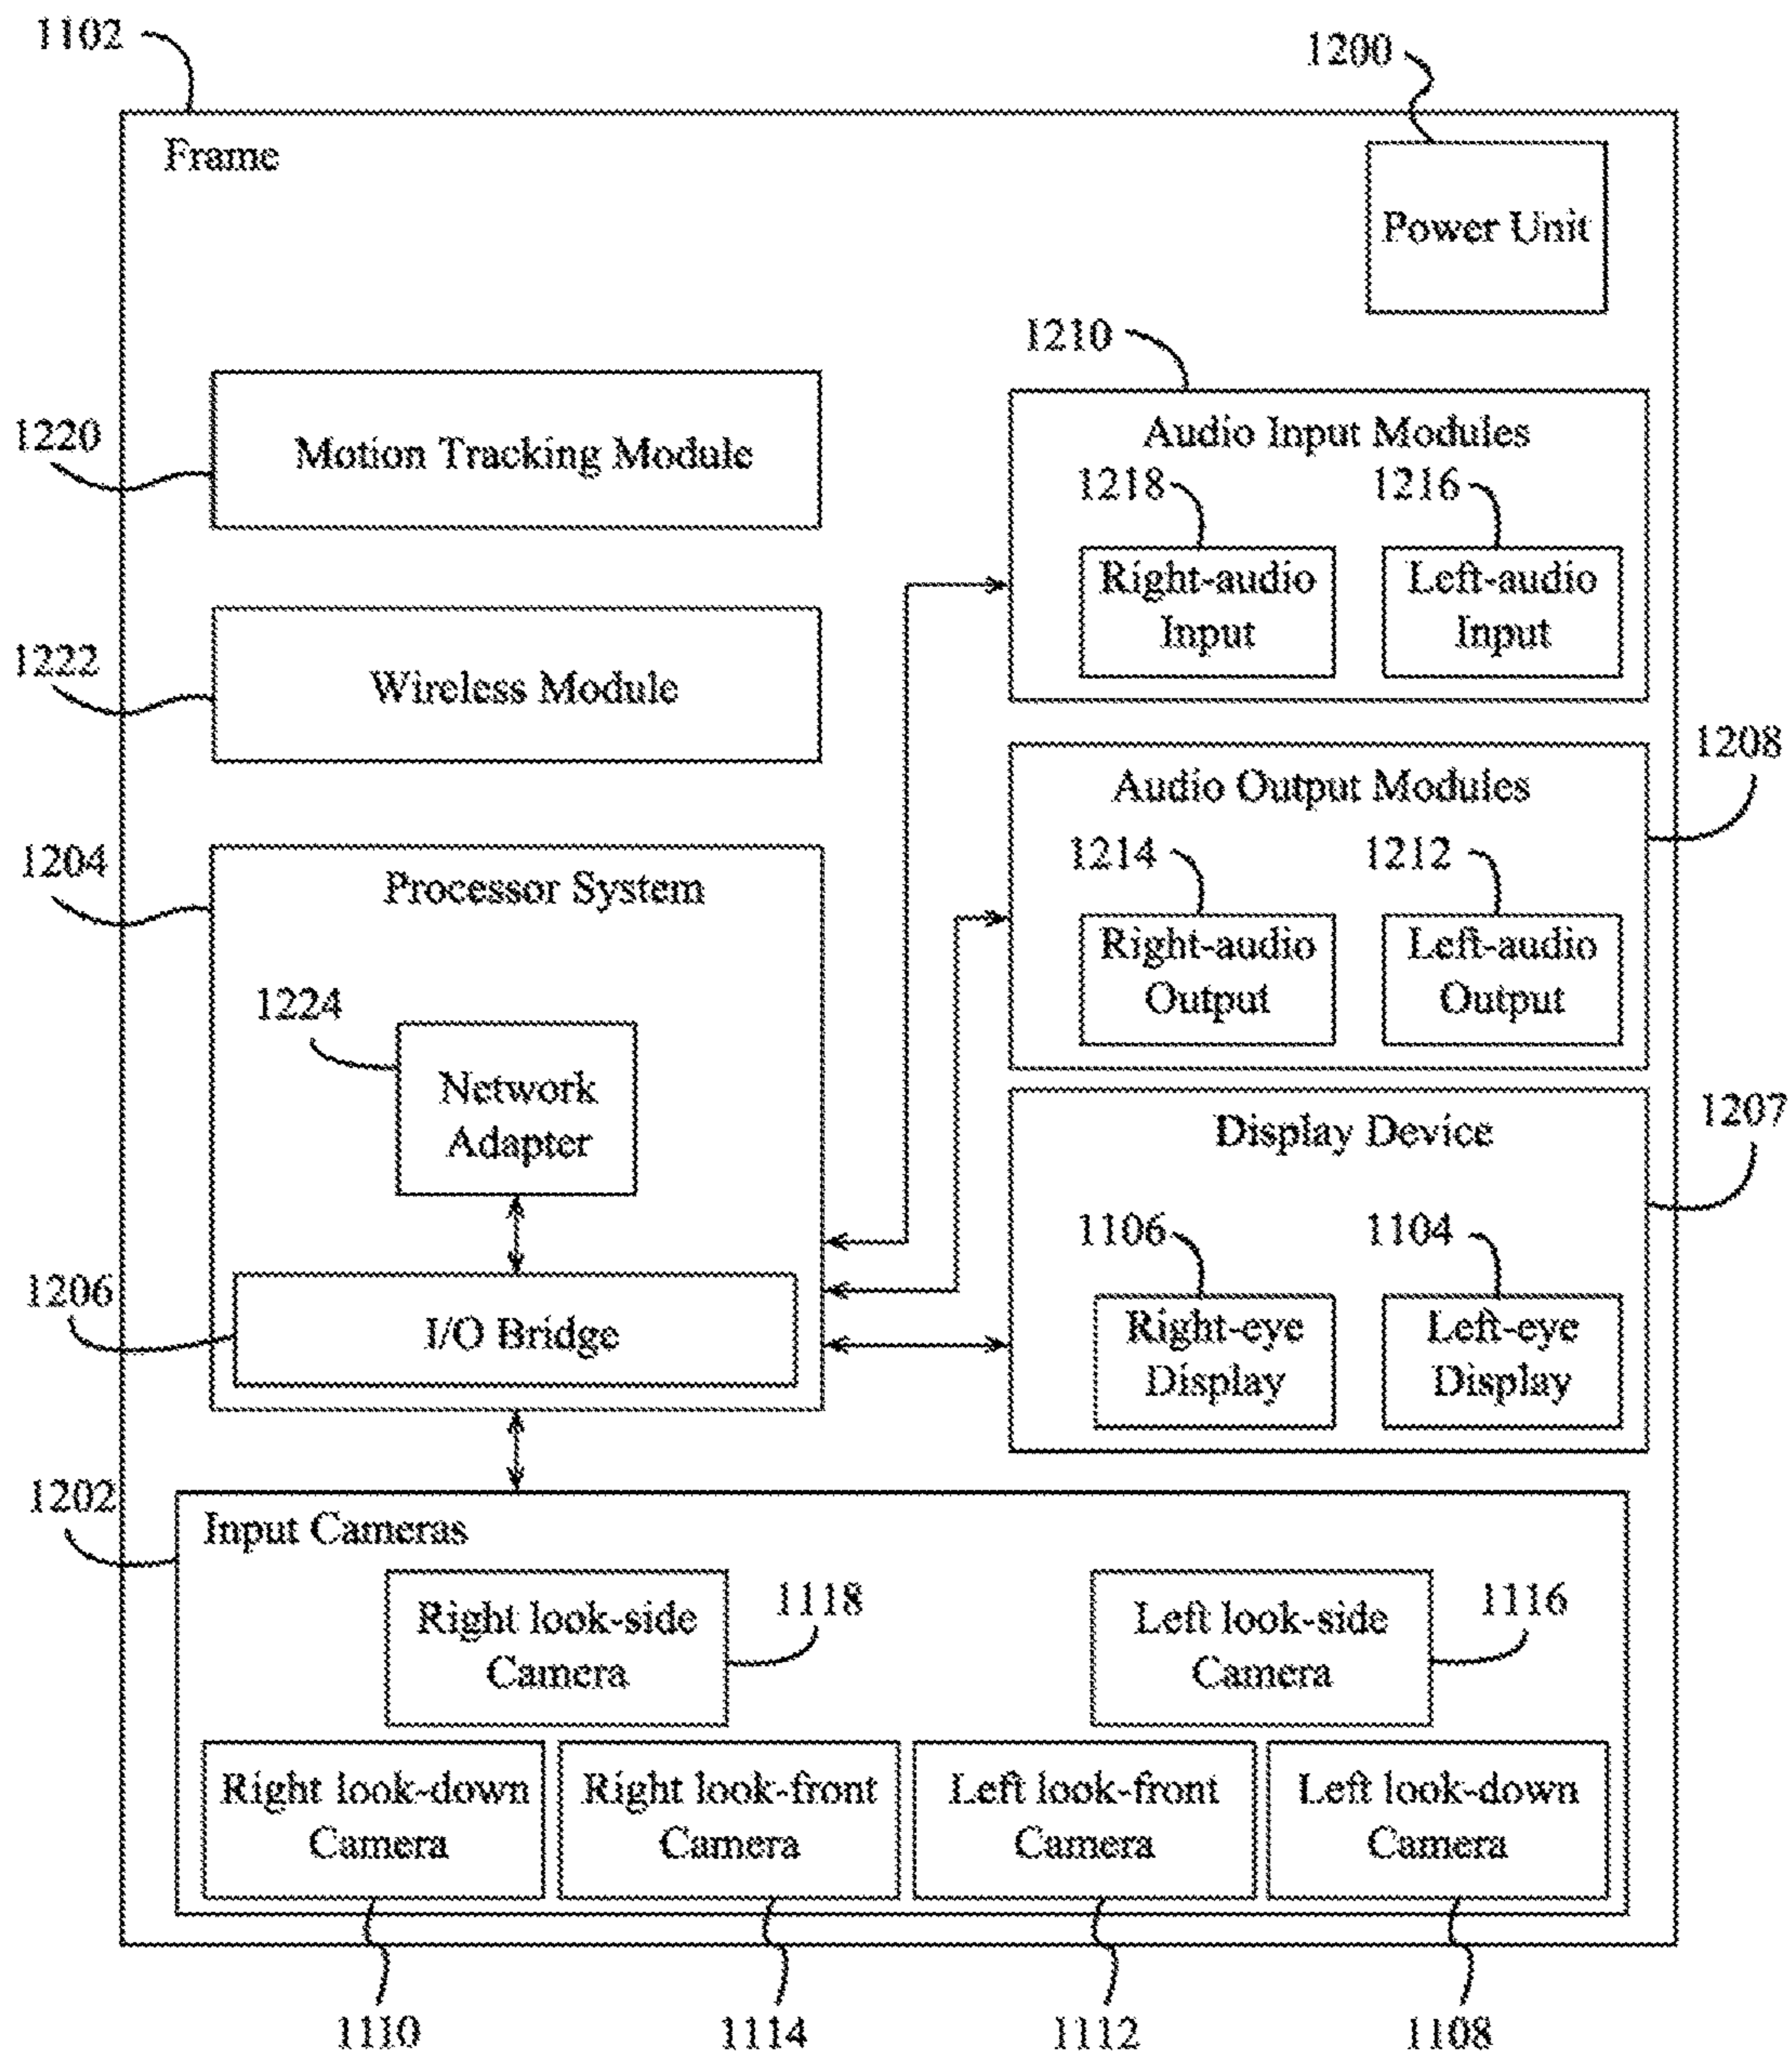 1102
1200
Frame
Power Unit
1210
1220
Motion Tracking Module
Audio Input Modules
1218
1216
Right-audio
Input
Left-audio
Input
1222
Wireless Module
1208
Audio Output Modules
1214
1212
Right-audio
Output
Left-audio
Output
1204
Processor System
1224
Network
Adapter
1207
Display Device
1106
1104
Right-eye
Display
Left-eye
Display
1206
I/O Bridge
1202
Input Cameras
Right look-side
Camera
1118
Left look-side
Camera
1116
Right look-down
Camera
Right look-front
Camera
Left look-front
Camera
Left look-down
Camera
1110
1114
1112
1108